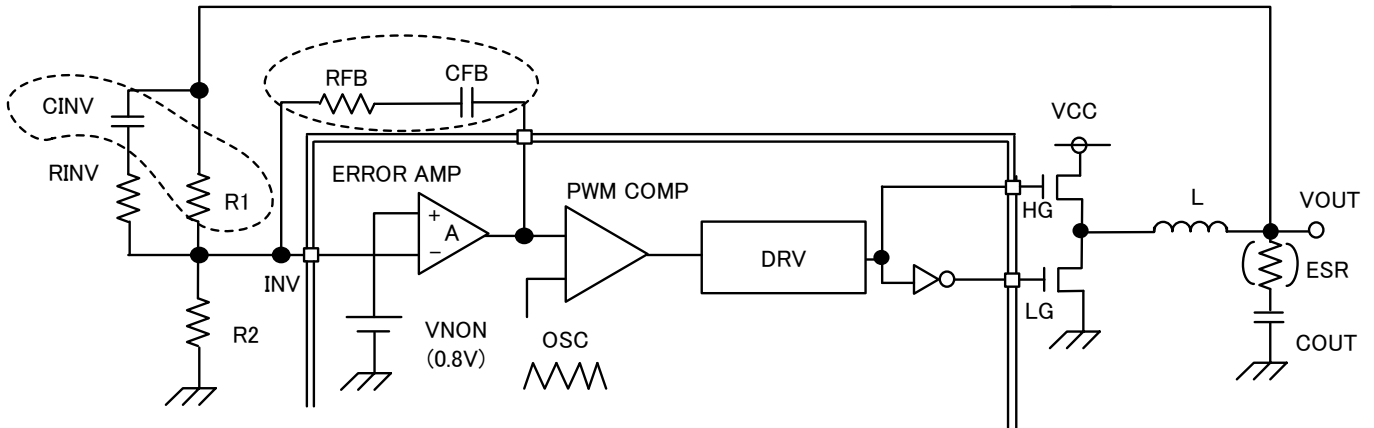 RFB
CFB
CINV
VCC
RINV
ERROR AMP
R1
PWM COMP
HG
L
VOUT
+
A
−
DRV
ESR
INV
R2
VNON
(0.8V)
OSC
LG
COUT